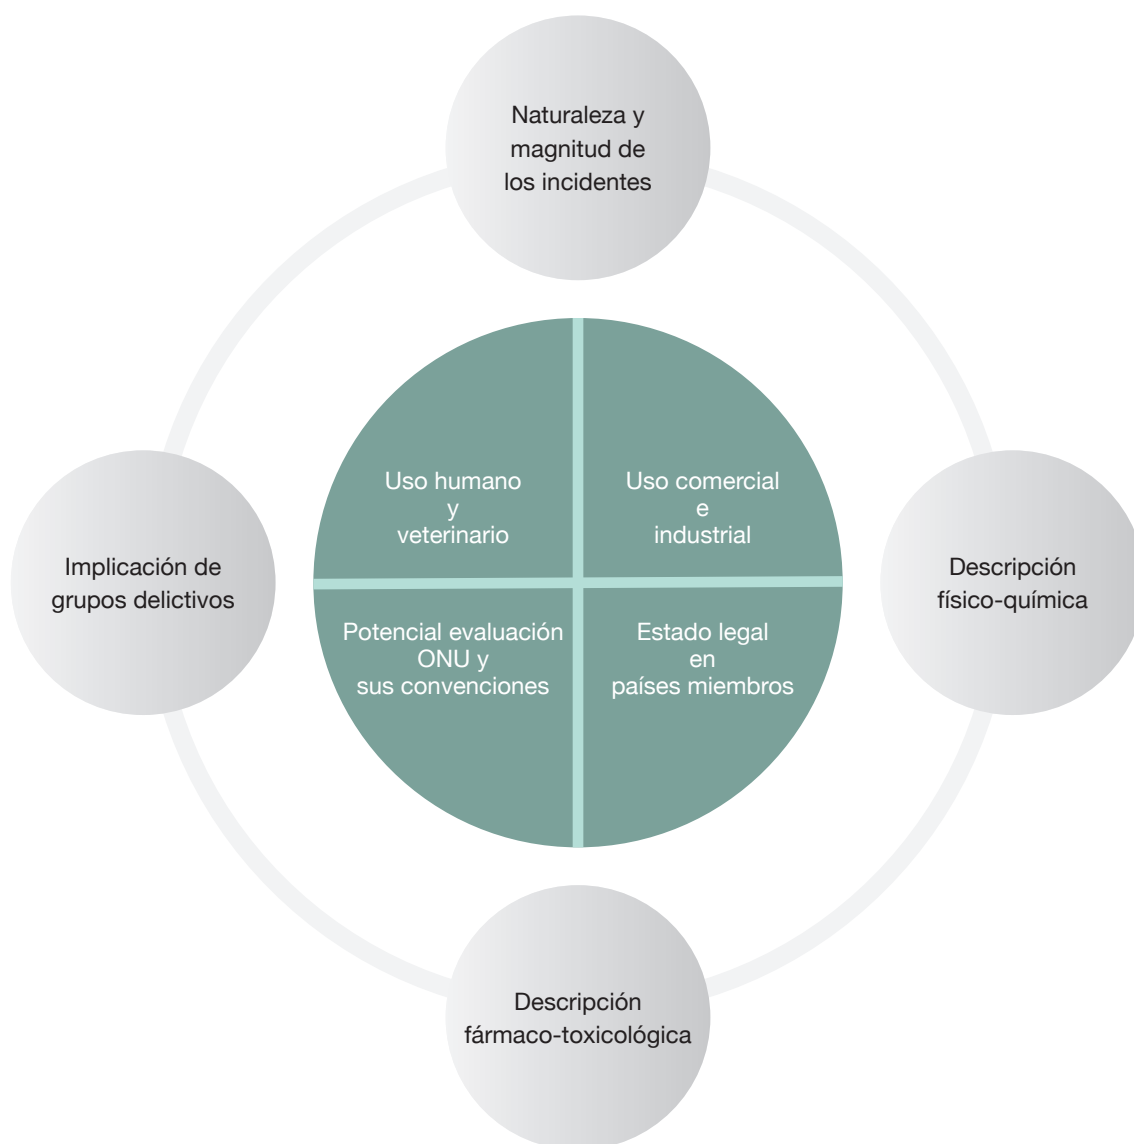 Naturaleza y
magnitud de
los incidentes
Uso humano
y
veterinario
Uso comercial
e
industrial
Implicación de
grupos delictivos
Descripción
físico-química
Potencial evaluación
ONU y
sus convenciones
Estado legal
en
países miembros
Descripción
fármaco-toxicológica